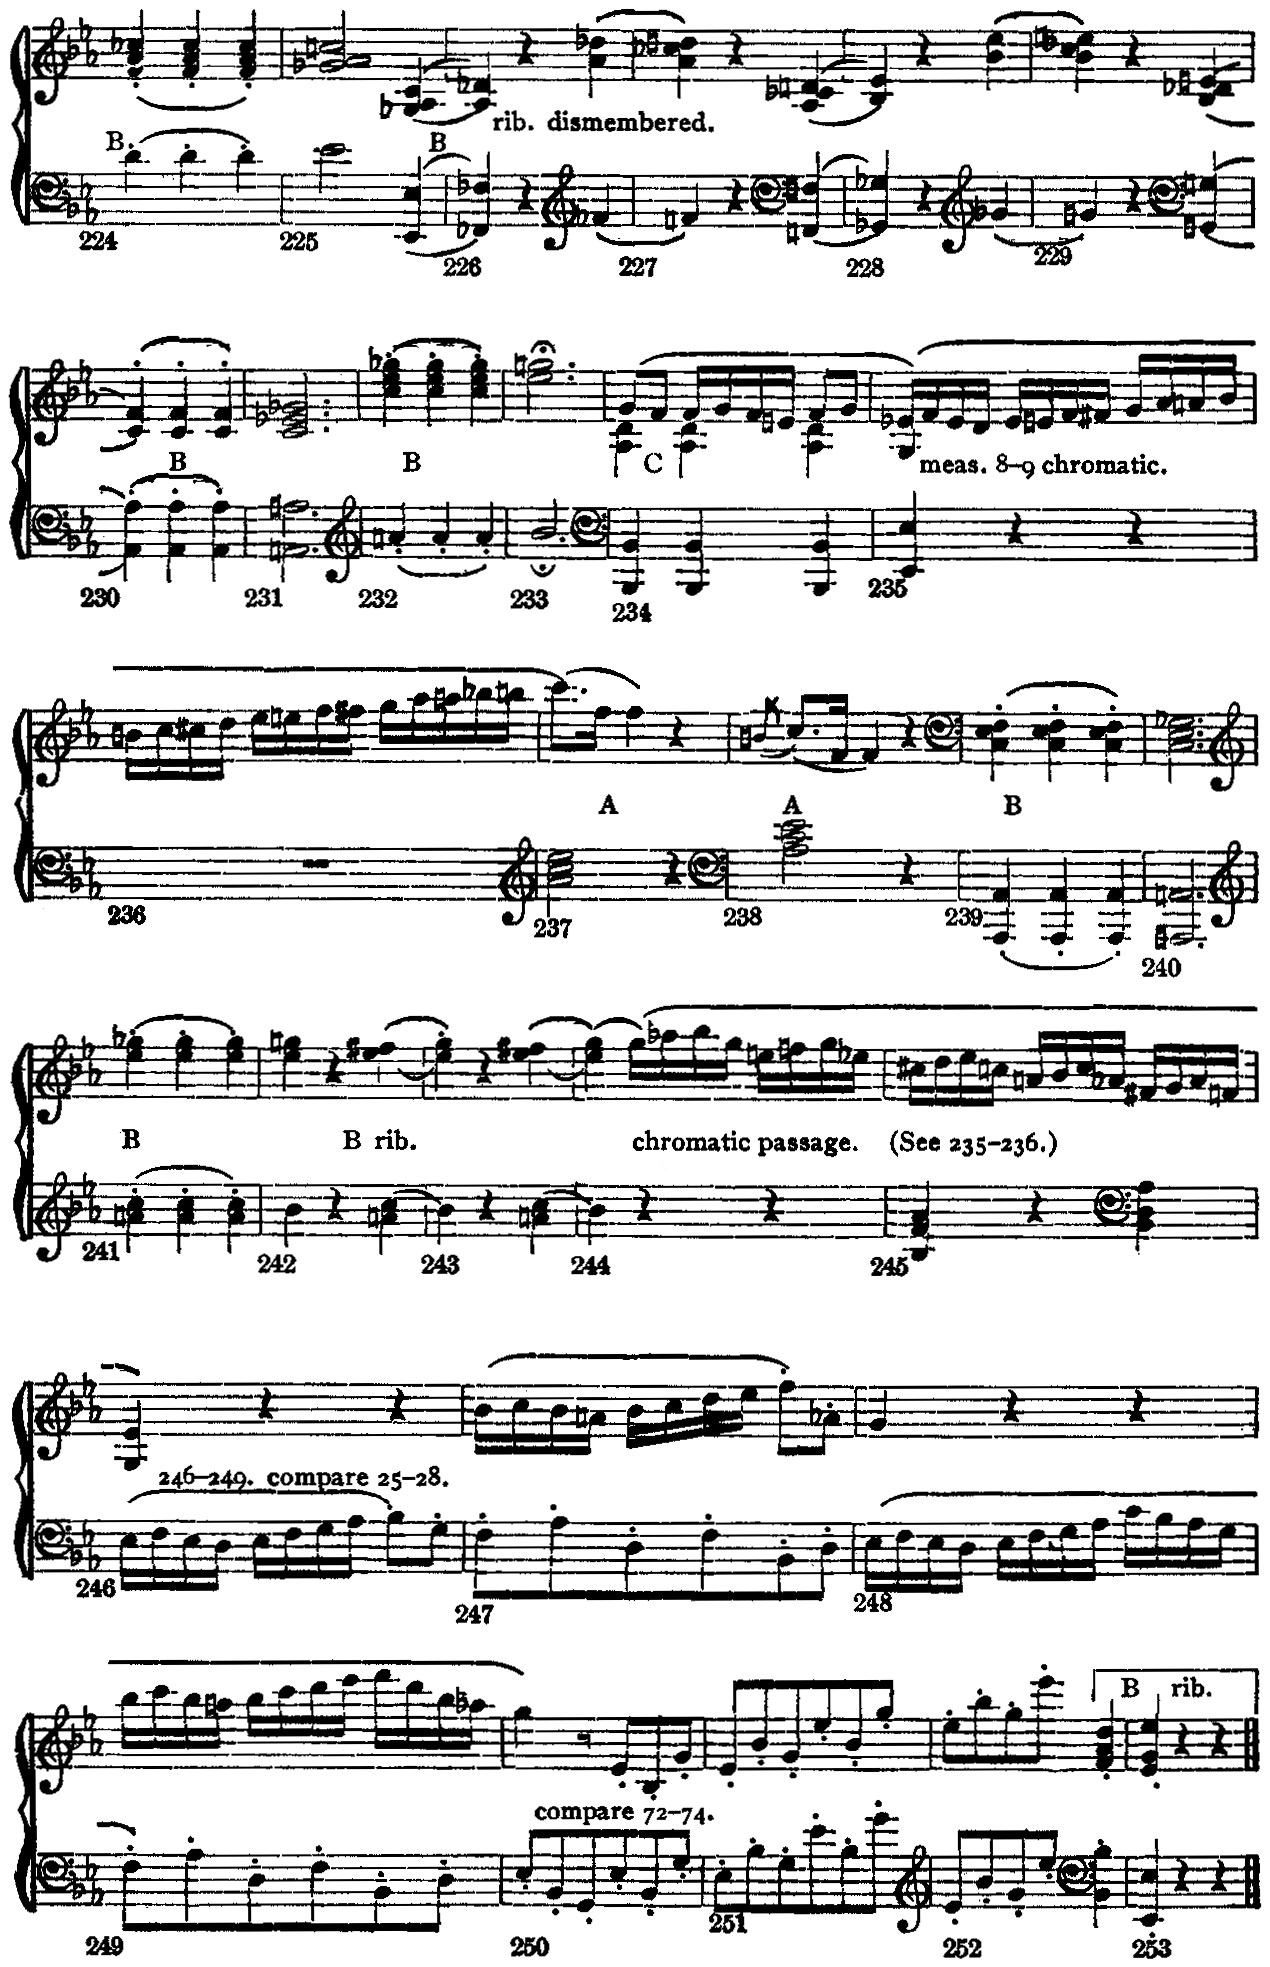 B.
B
rib. dismembered.
224 225 226 227 228 229
B B C meas. 8–9 chromatic.
230 231 232 233 234 235
A A B
236 237 238 239 240
B B rib. chromatic passage. (See 235–236.)
241 242 243 244 245
246–249. compare 25–28.
246 247 248
B rib.
compare 72–74.
249 250 251 252 253